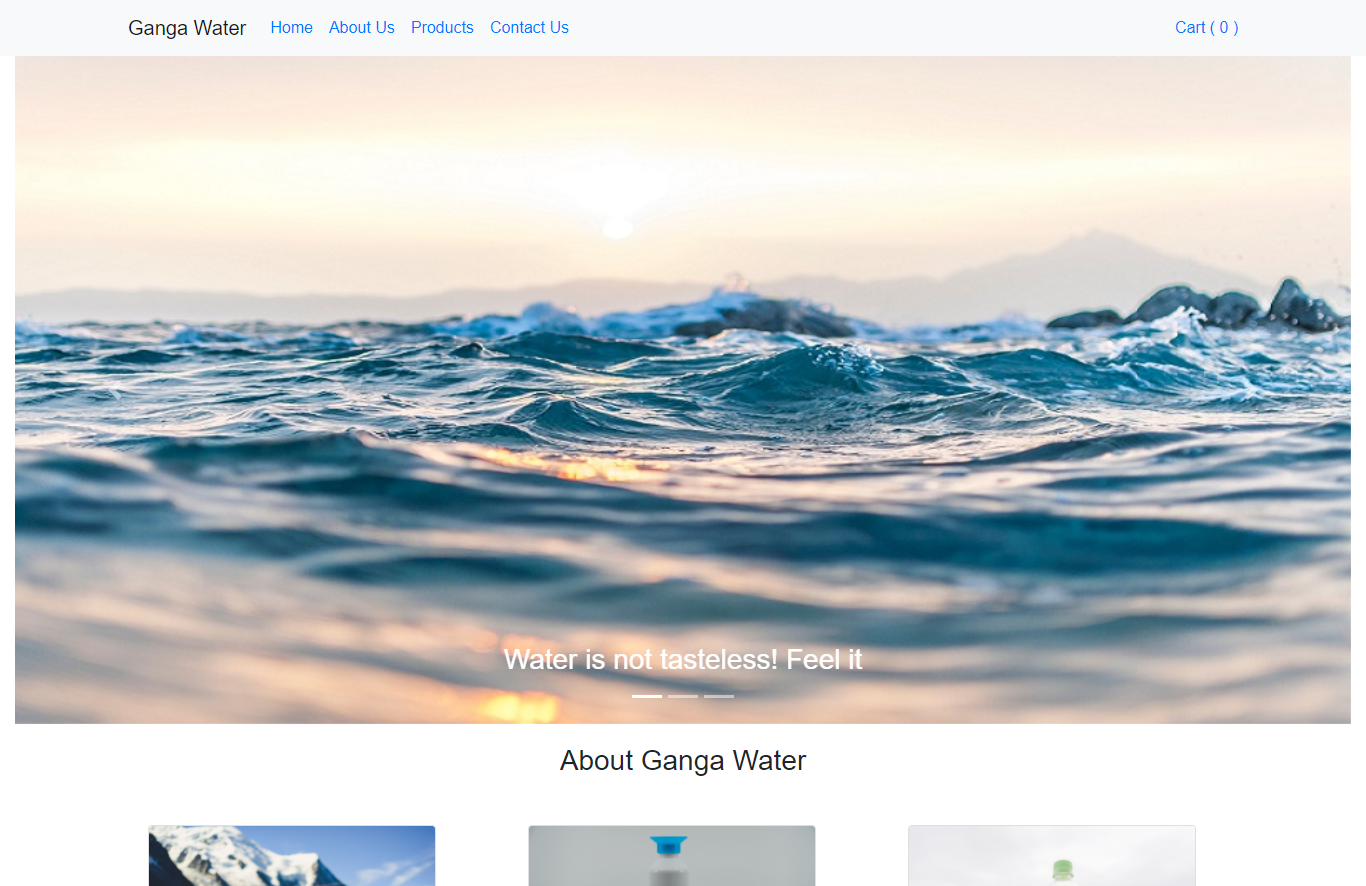 Ganga Water Home About Us Products Contact Us Cart ( 0 )
Water is not tasteless! Feel it
About Ganga Water